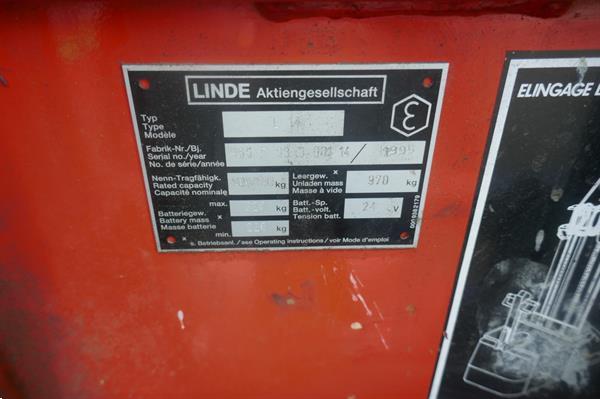 LINDE Aktiengesellschaft
Typ
Type
Modèle
Fabrik-Nr./Bj.
Serial no./year
No. de série/année
/
Nenn-Tragfähigk.
Rated capacity
Capacité nominale
kg
Leergew.
Unladen mass
Masse à vide
970 kg
Batteriegew.
Battery mass
Masse batterie
max. kg
min. kg
Batt.-Sp.
Batt.-volt.
Tension batt.
24 V
x s. Betriebsanl. / see Operating instructions / voir Mode d'emploi
ELINGAGE